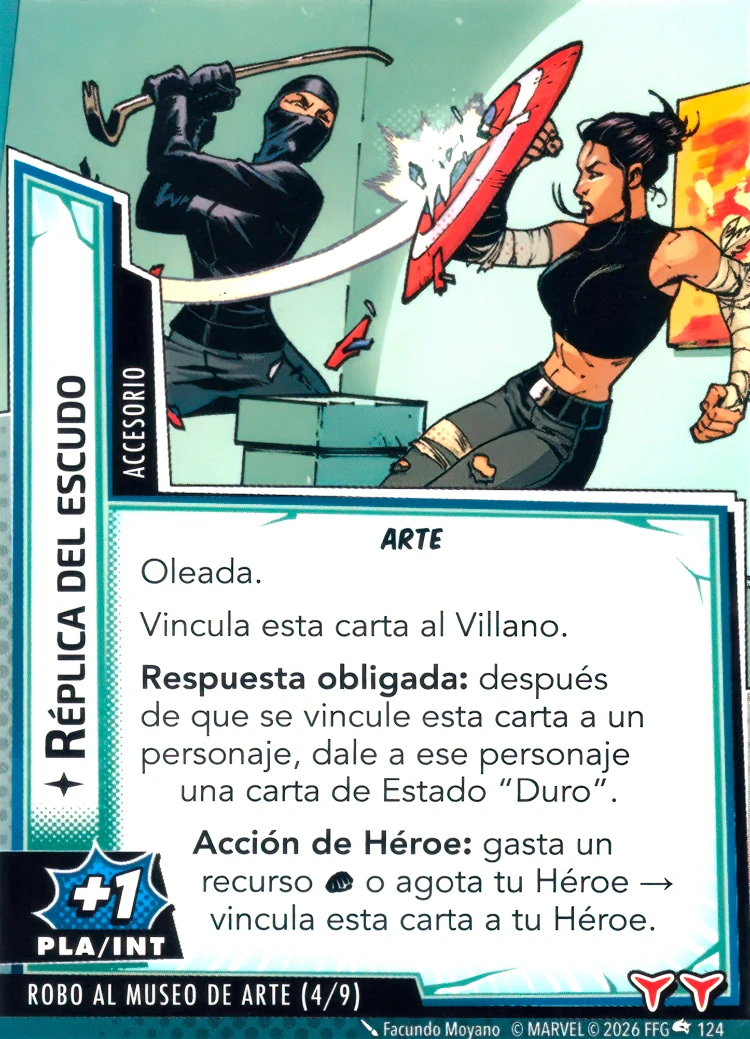 ACCESORIO
RÉPLICA DEL ESCUDO
ARTE
Oleada.
Vincula esta carta al Villano.
Respuesta obligada: después
de que se vincule esta carta a un
personaje, dale a ese personaje
una carta de Estado “Duro”.
Acción de Héroe: gasta un
recurso o agota tu Héroe →
vincula esta carta a tu Héroe.
+1
PLA/INT
ROBO AL MUSEO DE ARTE (4/9)
Facundo Moyano © MARVEL © 2026 FFG 124